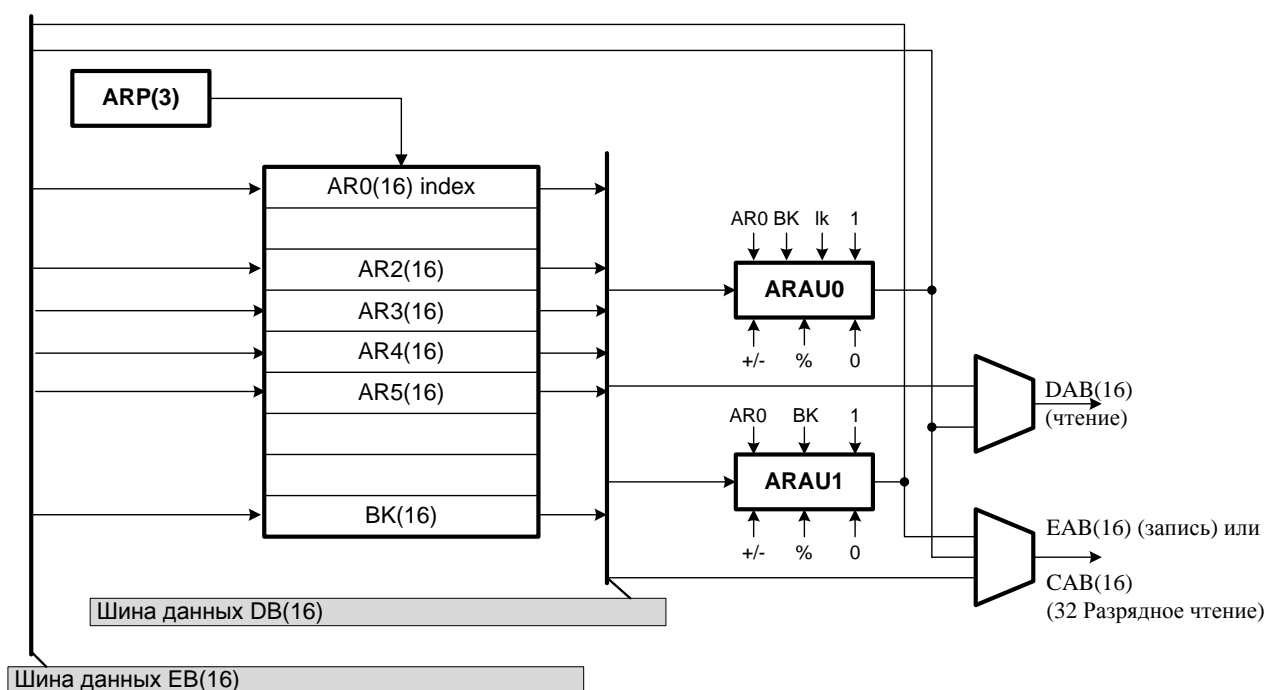 ARP(3)
AR0(16) index
AR2(16)
AR3(16)
AR4(16)
AR5(16)
BK(16)
AR0 BK lk 1
ARAU0
+/- % 0
AR0 BK 1
ARAU1
+/- % 0
DAB(16)
(чтение)
EAB(16) (запись) или
CAB(16)
(32 Разрядное чтение)
Шина данных DB(16)
Шина данных EB(16)